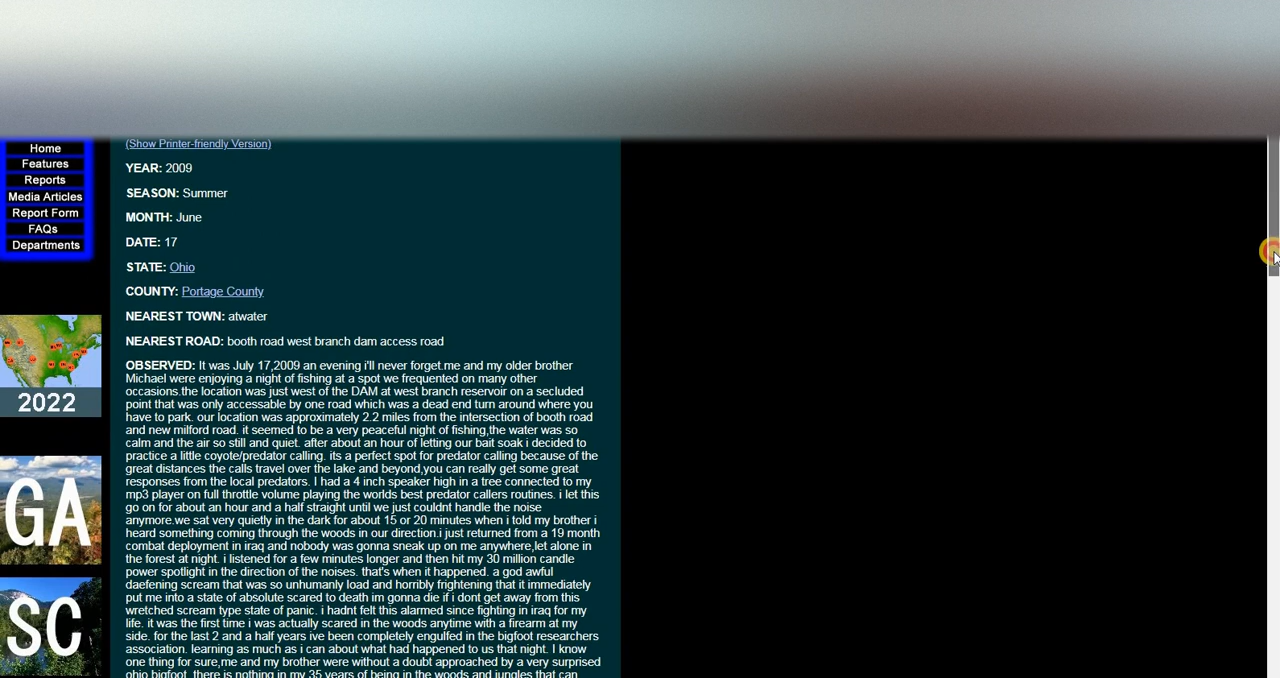 Home
Features
Reports
Media Articles
Report Form
FAQs
Departments
2022
GA
SC
(Show Printer-friendly Version)
YEAR: 2009
SEASON: Summer
MONTH: June
DATE: 17
STATE: Ohio
COUNTY: Portage County
NEAREST TOWN: atwater
NEAREST ROAD: booth road west branch dam access road
OBSERVED: It was July 17,2009 an evening i'll never forget.me and my older brother
Michael were enjoying a night of fishing at a spot we frequented on many other
occasions.the location was just west of the DAM at west branch reservoir on a secluded
point that was only accessable by one road which was a dead end turn around where you
have to park. our location was approximately 2.2 miles from the intersection of booth road
and new milford road. it seemed to be a very peaceful night of fishing,the water was so
calm and the air so still and quiet. after about an hour of letting our bait soak i decided to
practice a little coyote/predator calling. its a perfect spot for predator calling because of the
great distances the calls travel over the lake and beyond,you can really get some great
responses from the local predators. I had a 4 inch speaker high in a tree connected to my
mp3 player on full throttle volume playing the worlds best predator callers routines. i let this
go on for about an hour and a half straight until we just couldnt handle the noise
anymore.we sat very quietly in the dark for about 15 or 20 minutes when i told my brother i
heard something coming through the woods in our direction.i just returned from a 19 month
combat deployment in iraq and nobody was gonna sneak up on me anywhere,let alone in
the forest at night. i listened for a few minutes longer and then hit my 30 million candle
power spotlight in the direction of the noises. that's when it happened. a god awful
daefening scream that was so unhumanly load and horribly frightening that it immediately
put me into a state of absolute scared to death im gonna die if i dont get away from this
wretched scream type state of panic. i hadnt felt this alarmed since fighting in iraq for my
life. it was the first time i was actually scared in the woods anytime with a firearm at my
side. for the last 2 and a half years ive been completely engulfed in the bigfoot researchers
association. learning as much as i can about what had happened to us that night. I know
one thing for sure,me and my brother were without a doubt approached by a very surprised
ohio bigfoot. there is nothing in my 35 years of being in the woods and jungles that can